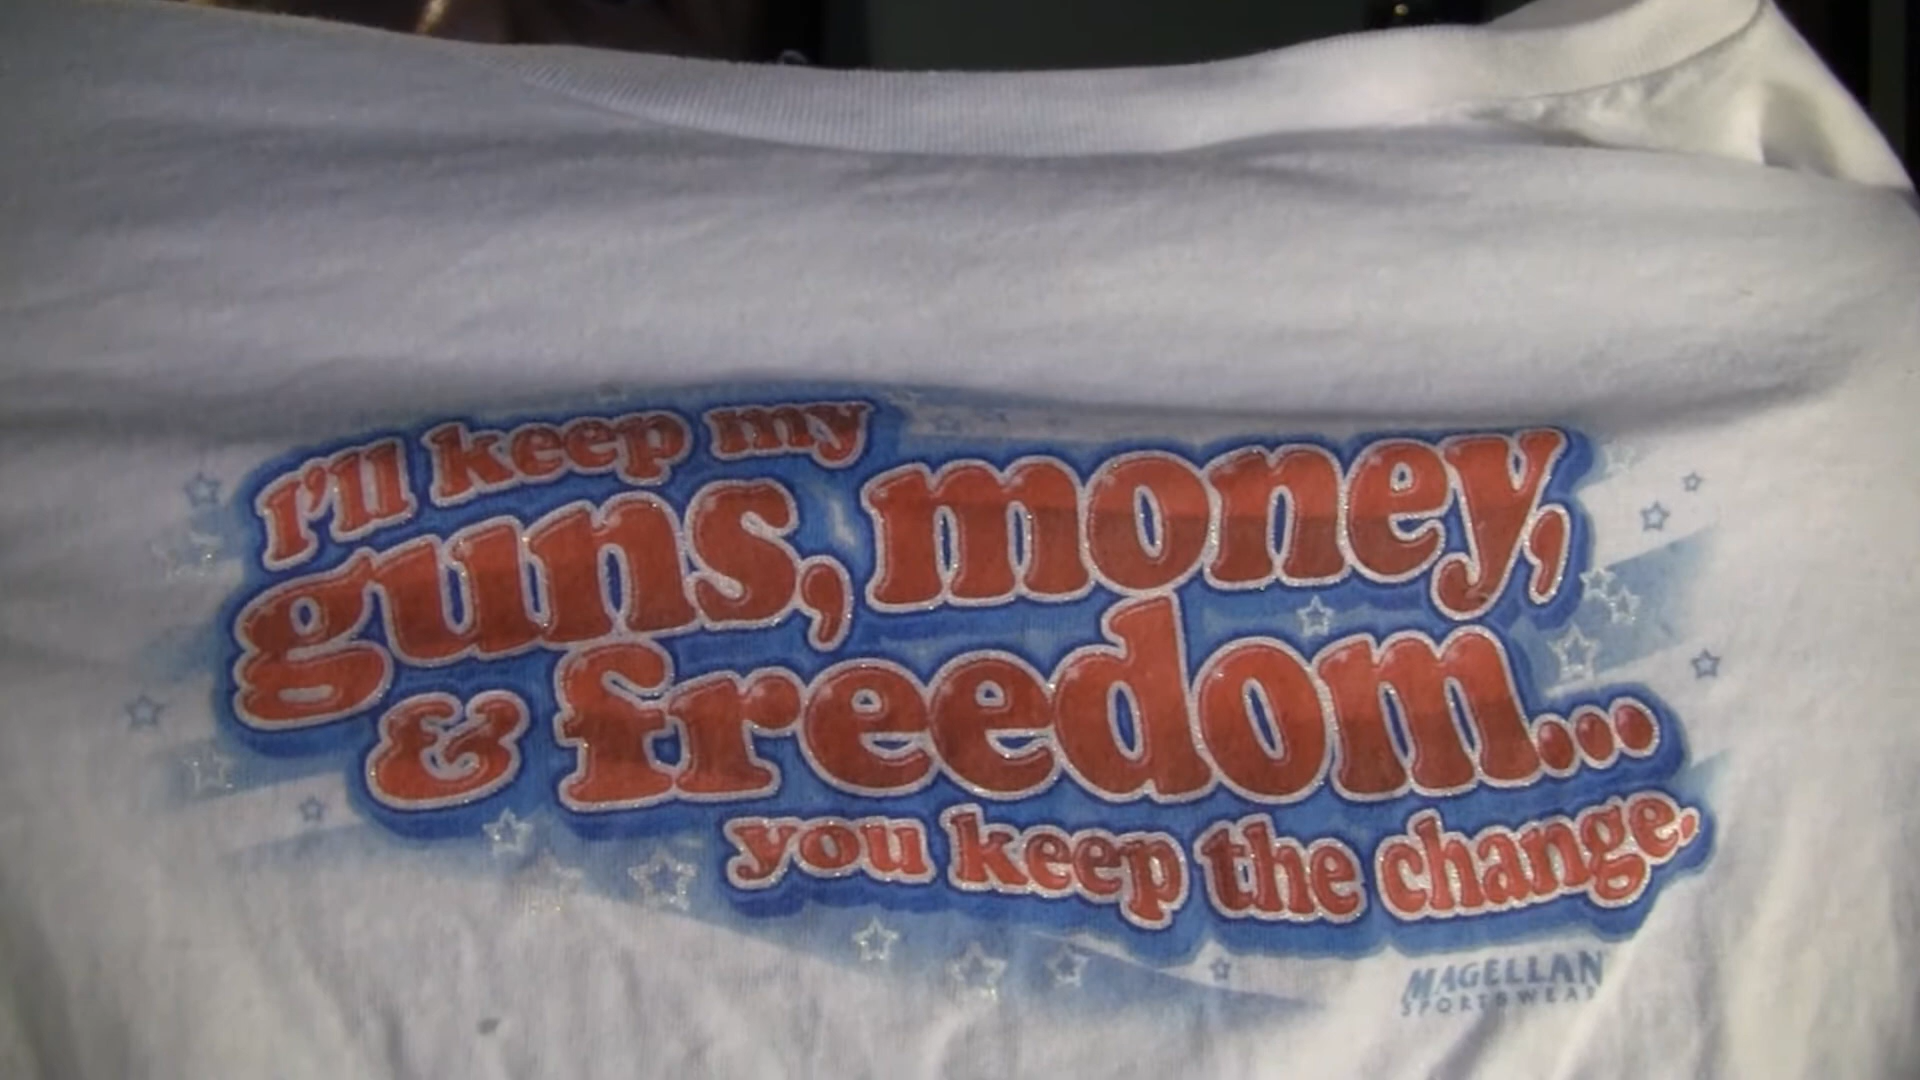 I'll keep my
guns, money,
& freedom...
you keep the change.
MAGELLAN
SPORTSWEAR